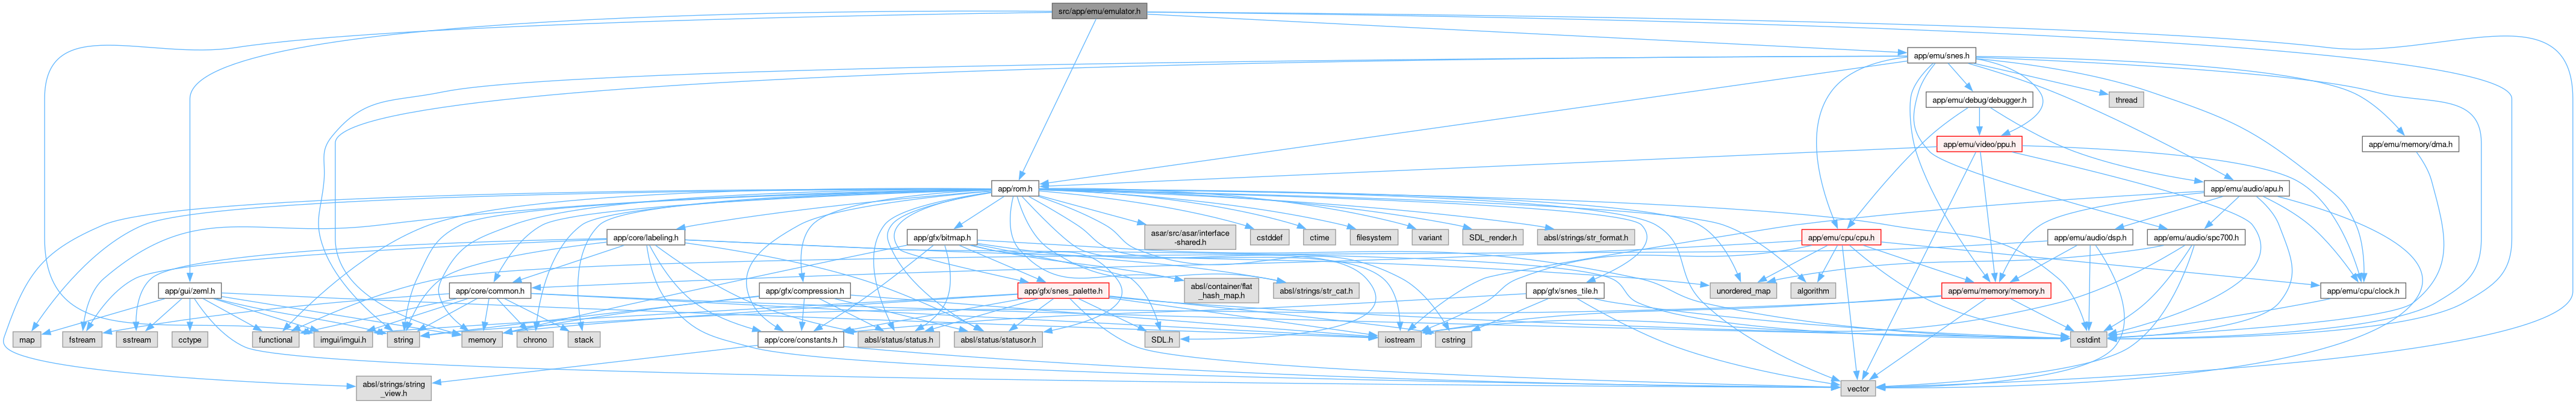 src/app/emu/emulator.h
app/emu/snes.h
app/emu/debug/debugger.h
thread
app/emu/video/ppu.h
app/emu/memory/dma.h
app/rom.h
app/emu/audio/apu.h
app/core/labeling.h
app/gfx/bitmap.h
asar/src/asar/interface
-shared.h
cstddef
ctime
filesystem
variant
SDL_render.h
absl/strings/str_format.h
app/emu/cpu/cpu.h
app/emu/audio/dsp.h
app/emu/audio/spc700.h
app/gui/zeml.h
app/core/common.h
app/gfx/compression.h
app/gfx/snes_palette.h
absl/container/flat
_hash_map.h
absl/strings/str_cat.h
app/gfx/snes_tile.h
unordered_map
algorithm
app/emu/memory/memory.h
app/emu/cpu/clock.h
map
fstream
sstream
cctype
functional
imgui/imgui.h
string
memory
chrono
stack
app/core/constants.h
absl/status/status.h
absl/status/statusor.h
SDL.h
iostream
cstring
cstdint
absl/strings/string
_view.h
vector